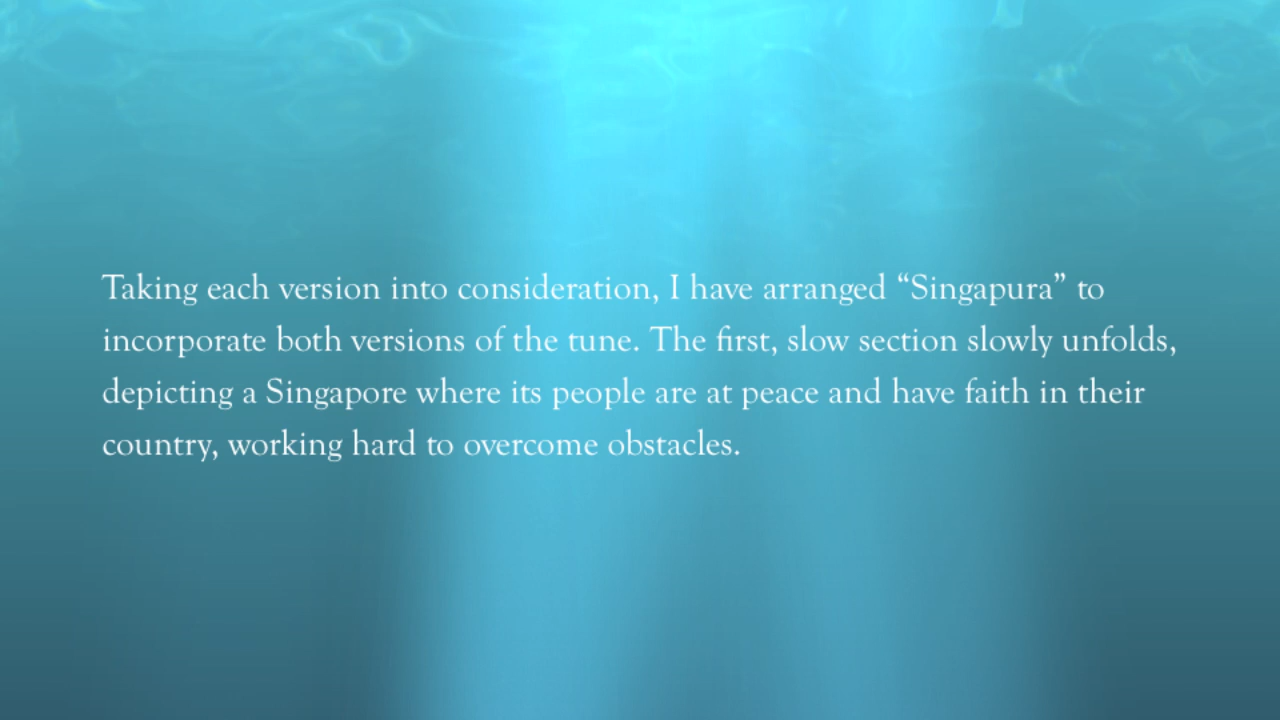 Taking each version into consideration, I have arranged “Singapura” to
incorporate both versions of the tune. The first, slow section slowly unfolds,
depicting a Singapore where its people are at peace and have faith in their
country, working hard to overcome obstacles.